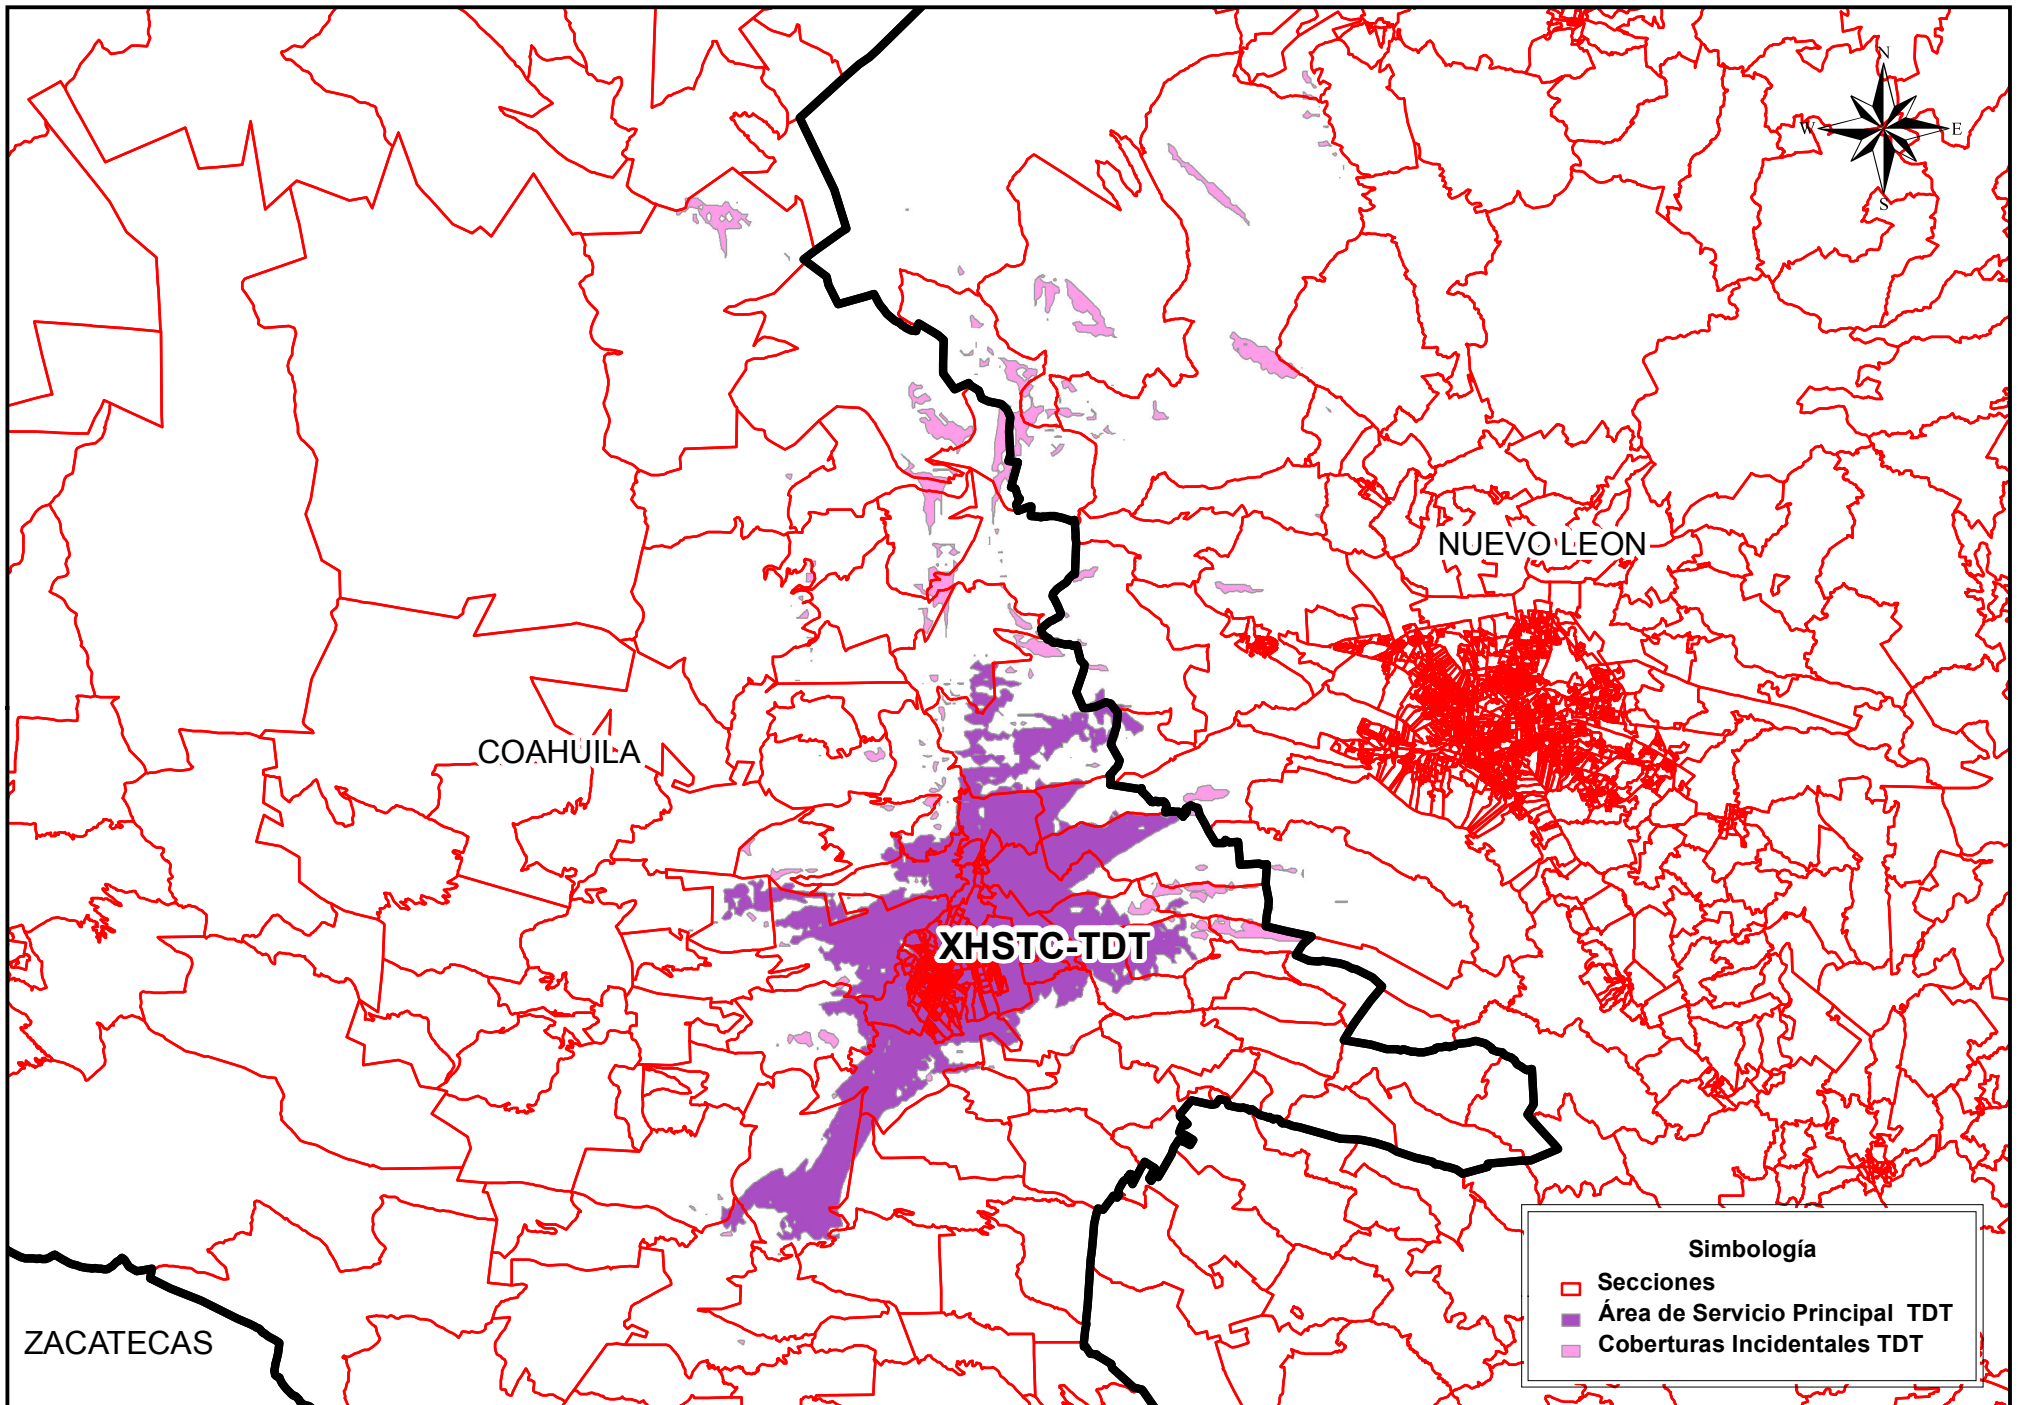 N
W E
S
NUEVO LEON
COAHUILA
XHSTC-TDT
ZACATECAS
Simbología
Secciones
Área de Servicio Principal TDT
Coberturas Incidentales TDT